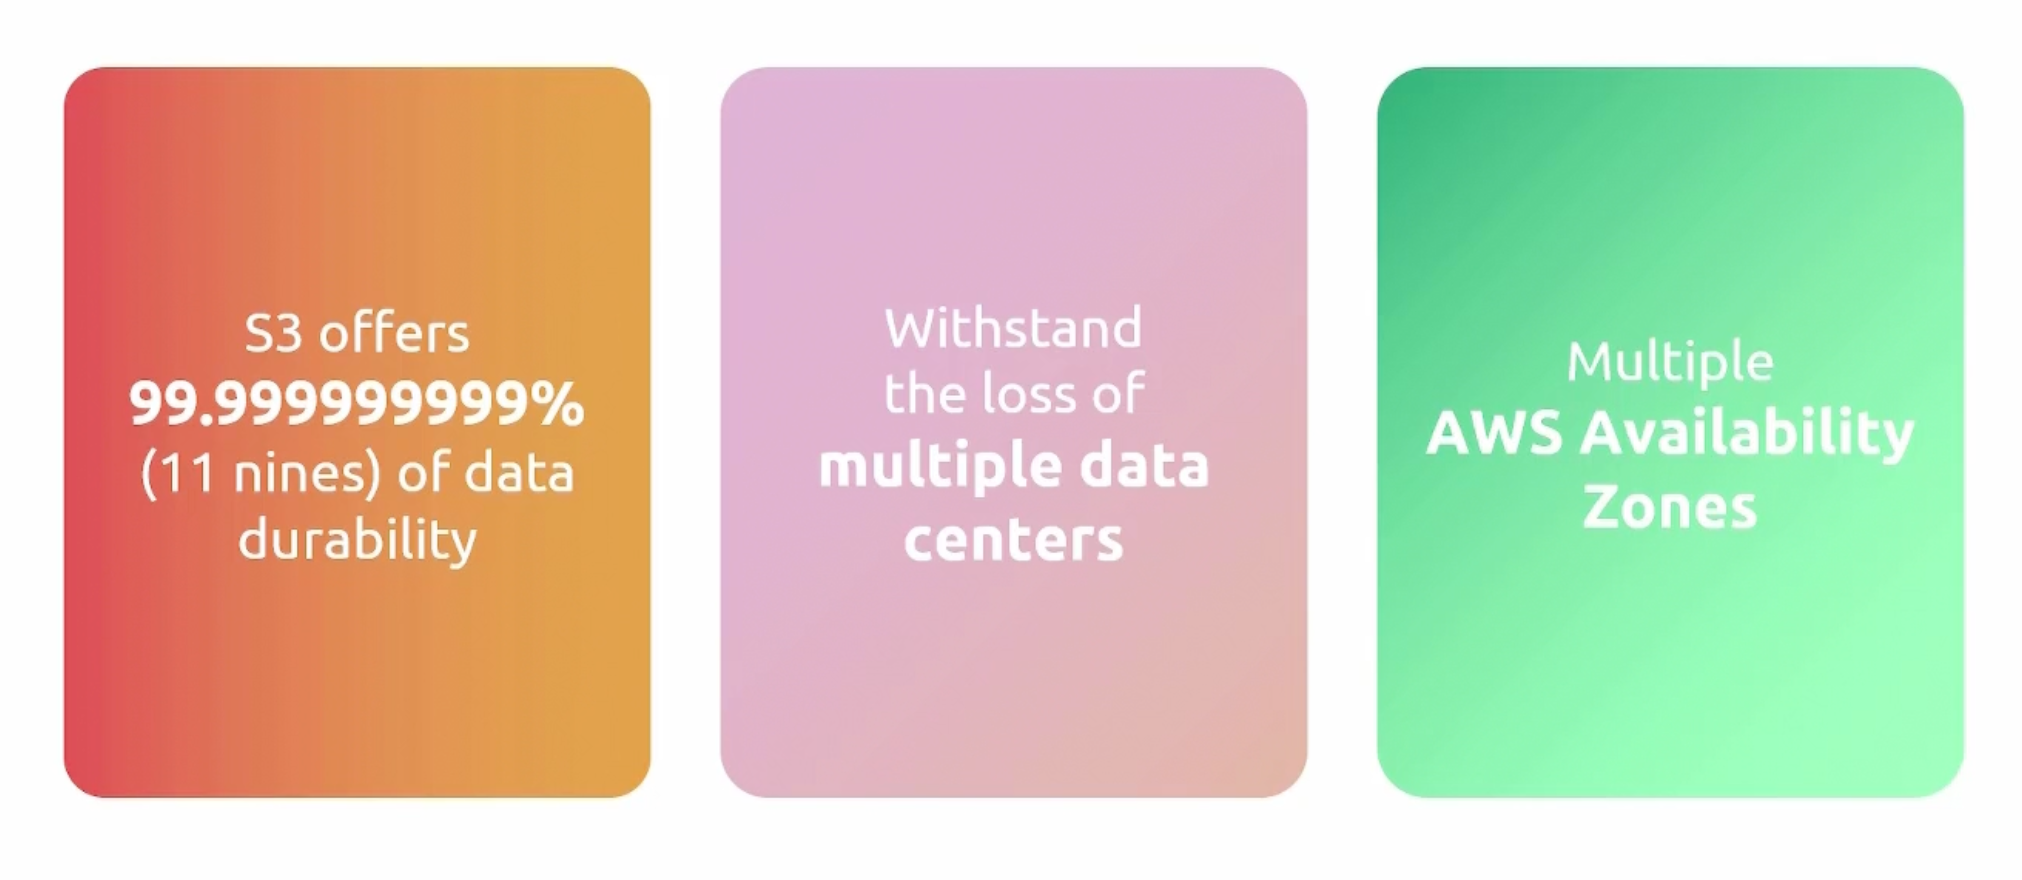 S3 offers
99.999999999%
(11 nines) of data
durability
Withstand
the loss of
multiple data
centers
Multiple
AWS Availability
Zones